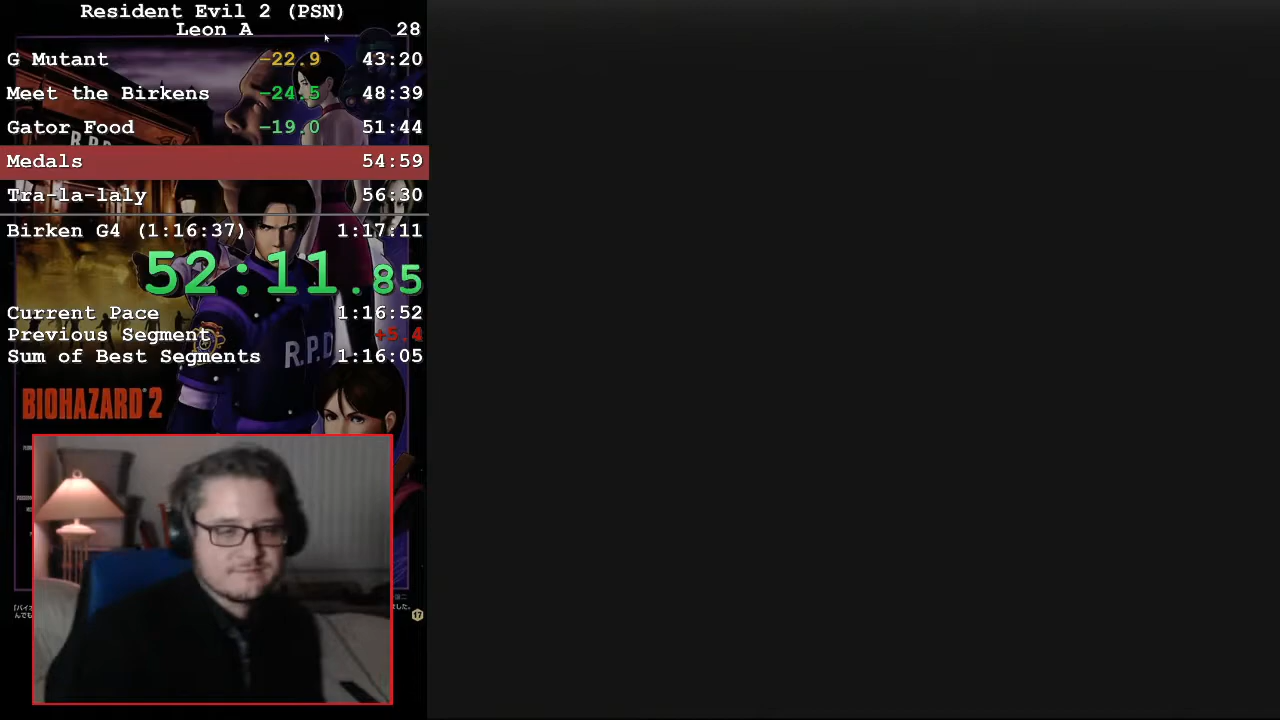 Resident Evil 2 (PSN)
Leon A 28
G Mutant -22.9 43:20
Meet the Birkens -24.5 48:39
Gator Food -19.0 51:44
Medals 54:59
Tra-la-laly 56:30
Birken G4 (1:16:37) 1:17:11
52:11.85
Current Pace 1:16:52
Previous Segment +5.4
Sum of Best Segments 1:16:05
R.P.D
BIOHAZARD 2
17